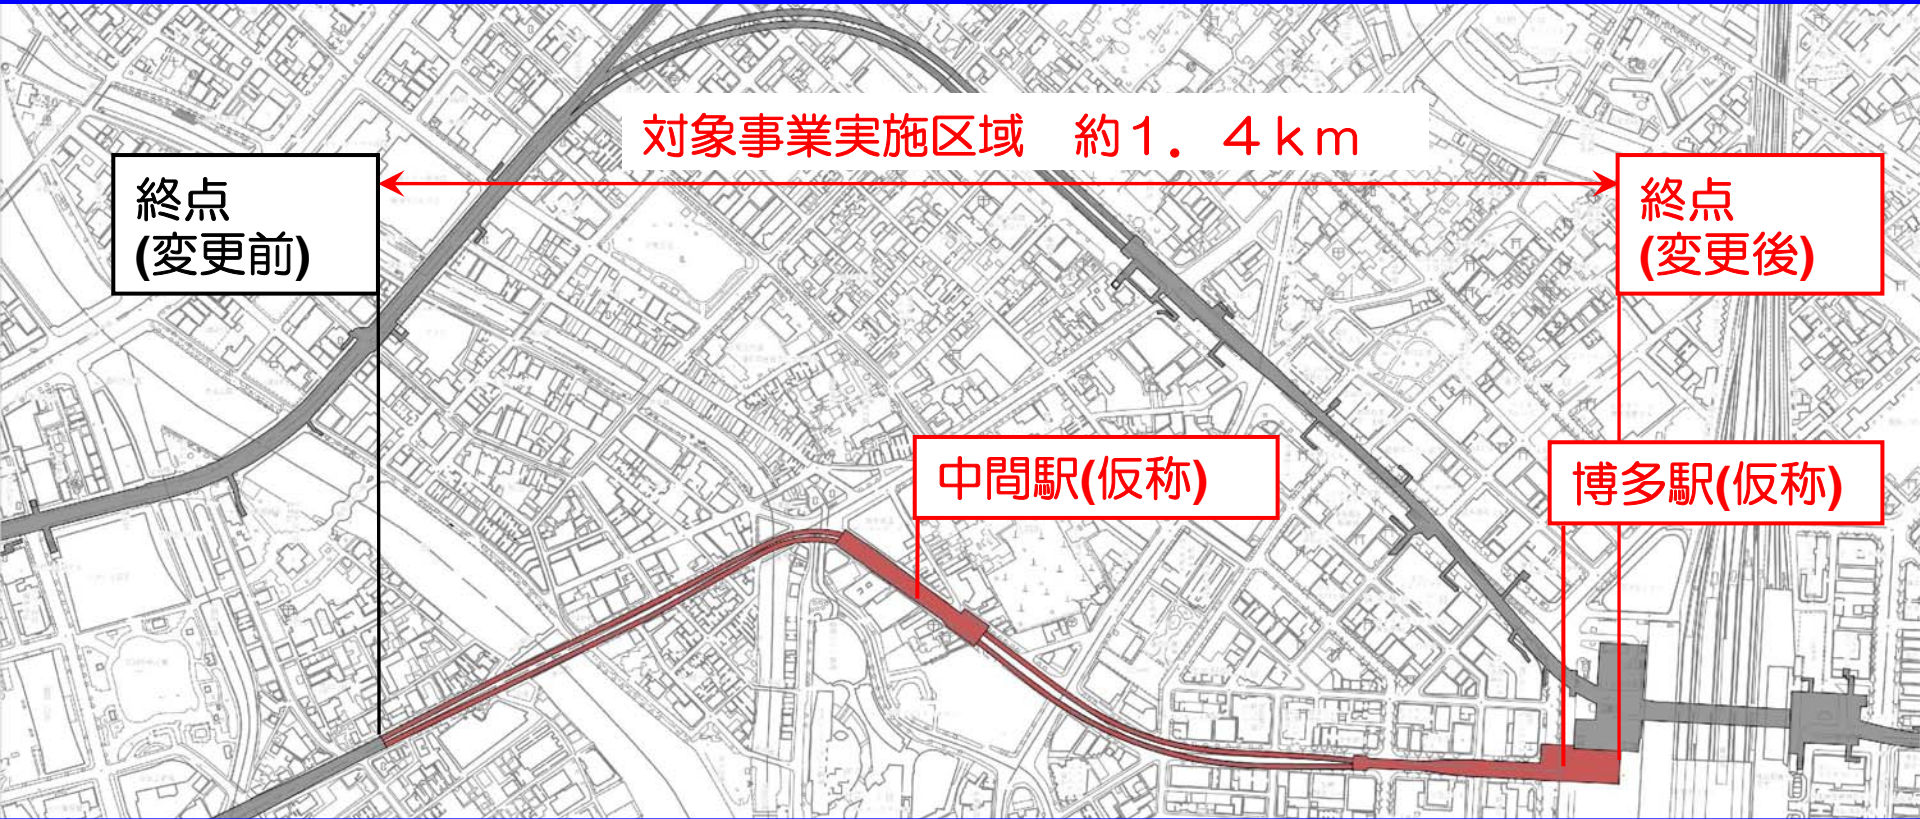 対象事業実施区域　約１．４ｋｍ
終点
(変更前)
終点
(変更後)
中間駅(仮称)
博多駅(仮称)